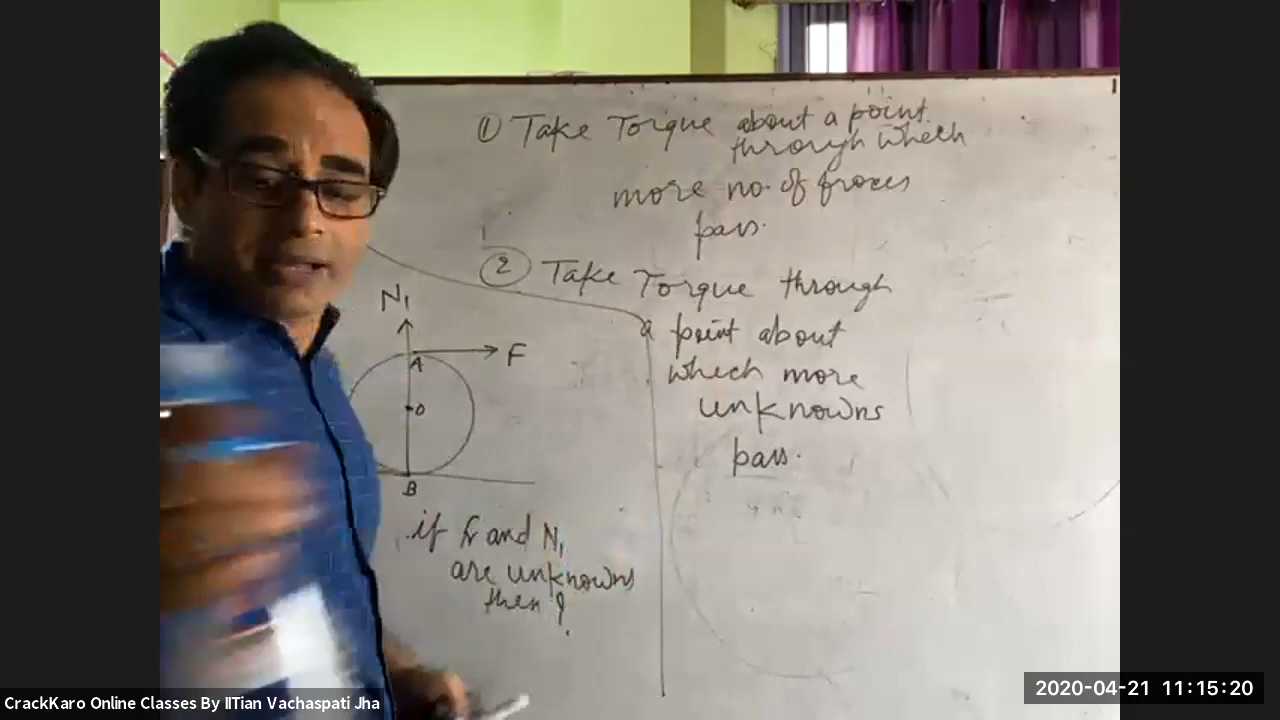 ① Take Torque about a point
through which
more no. of froces
pass.
② Take Torque through
a point about
which more
unknowns
pass.
N₁
A
F
O
B
if fr and N₁
are unknowns
then ?
CrackKaro Online Classes By IITian Vachaspati Jha
2020-04-21 11:15:20